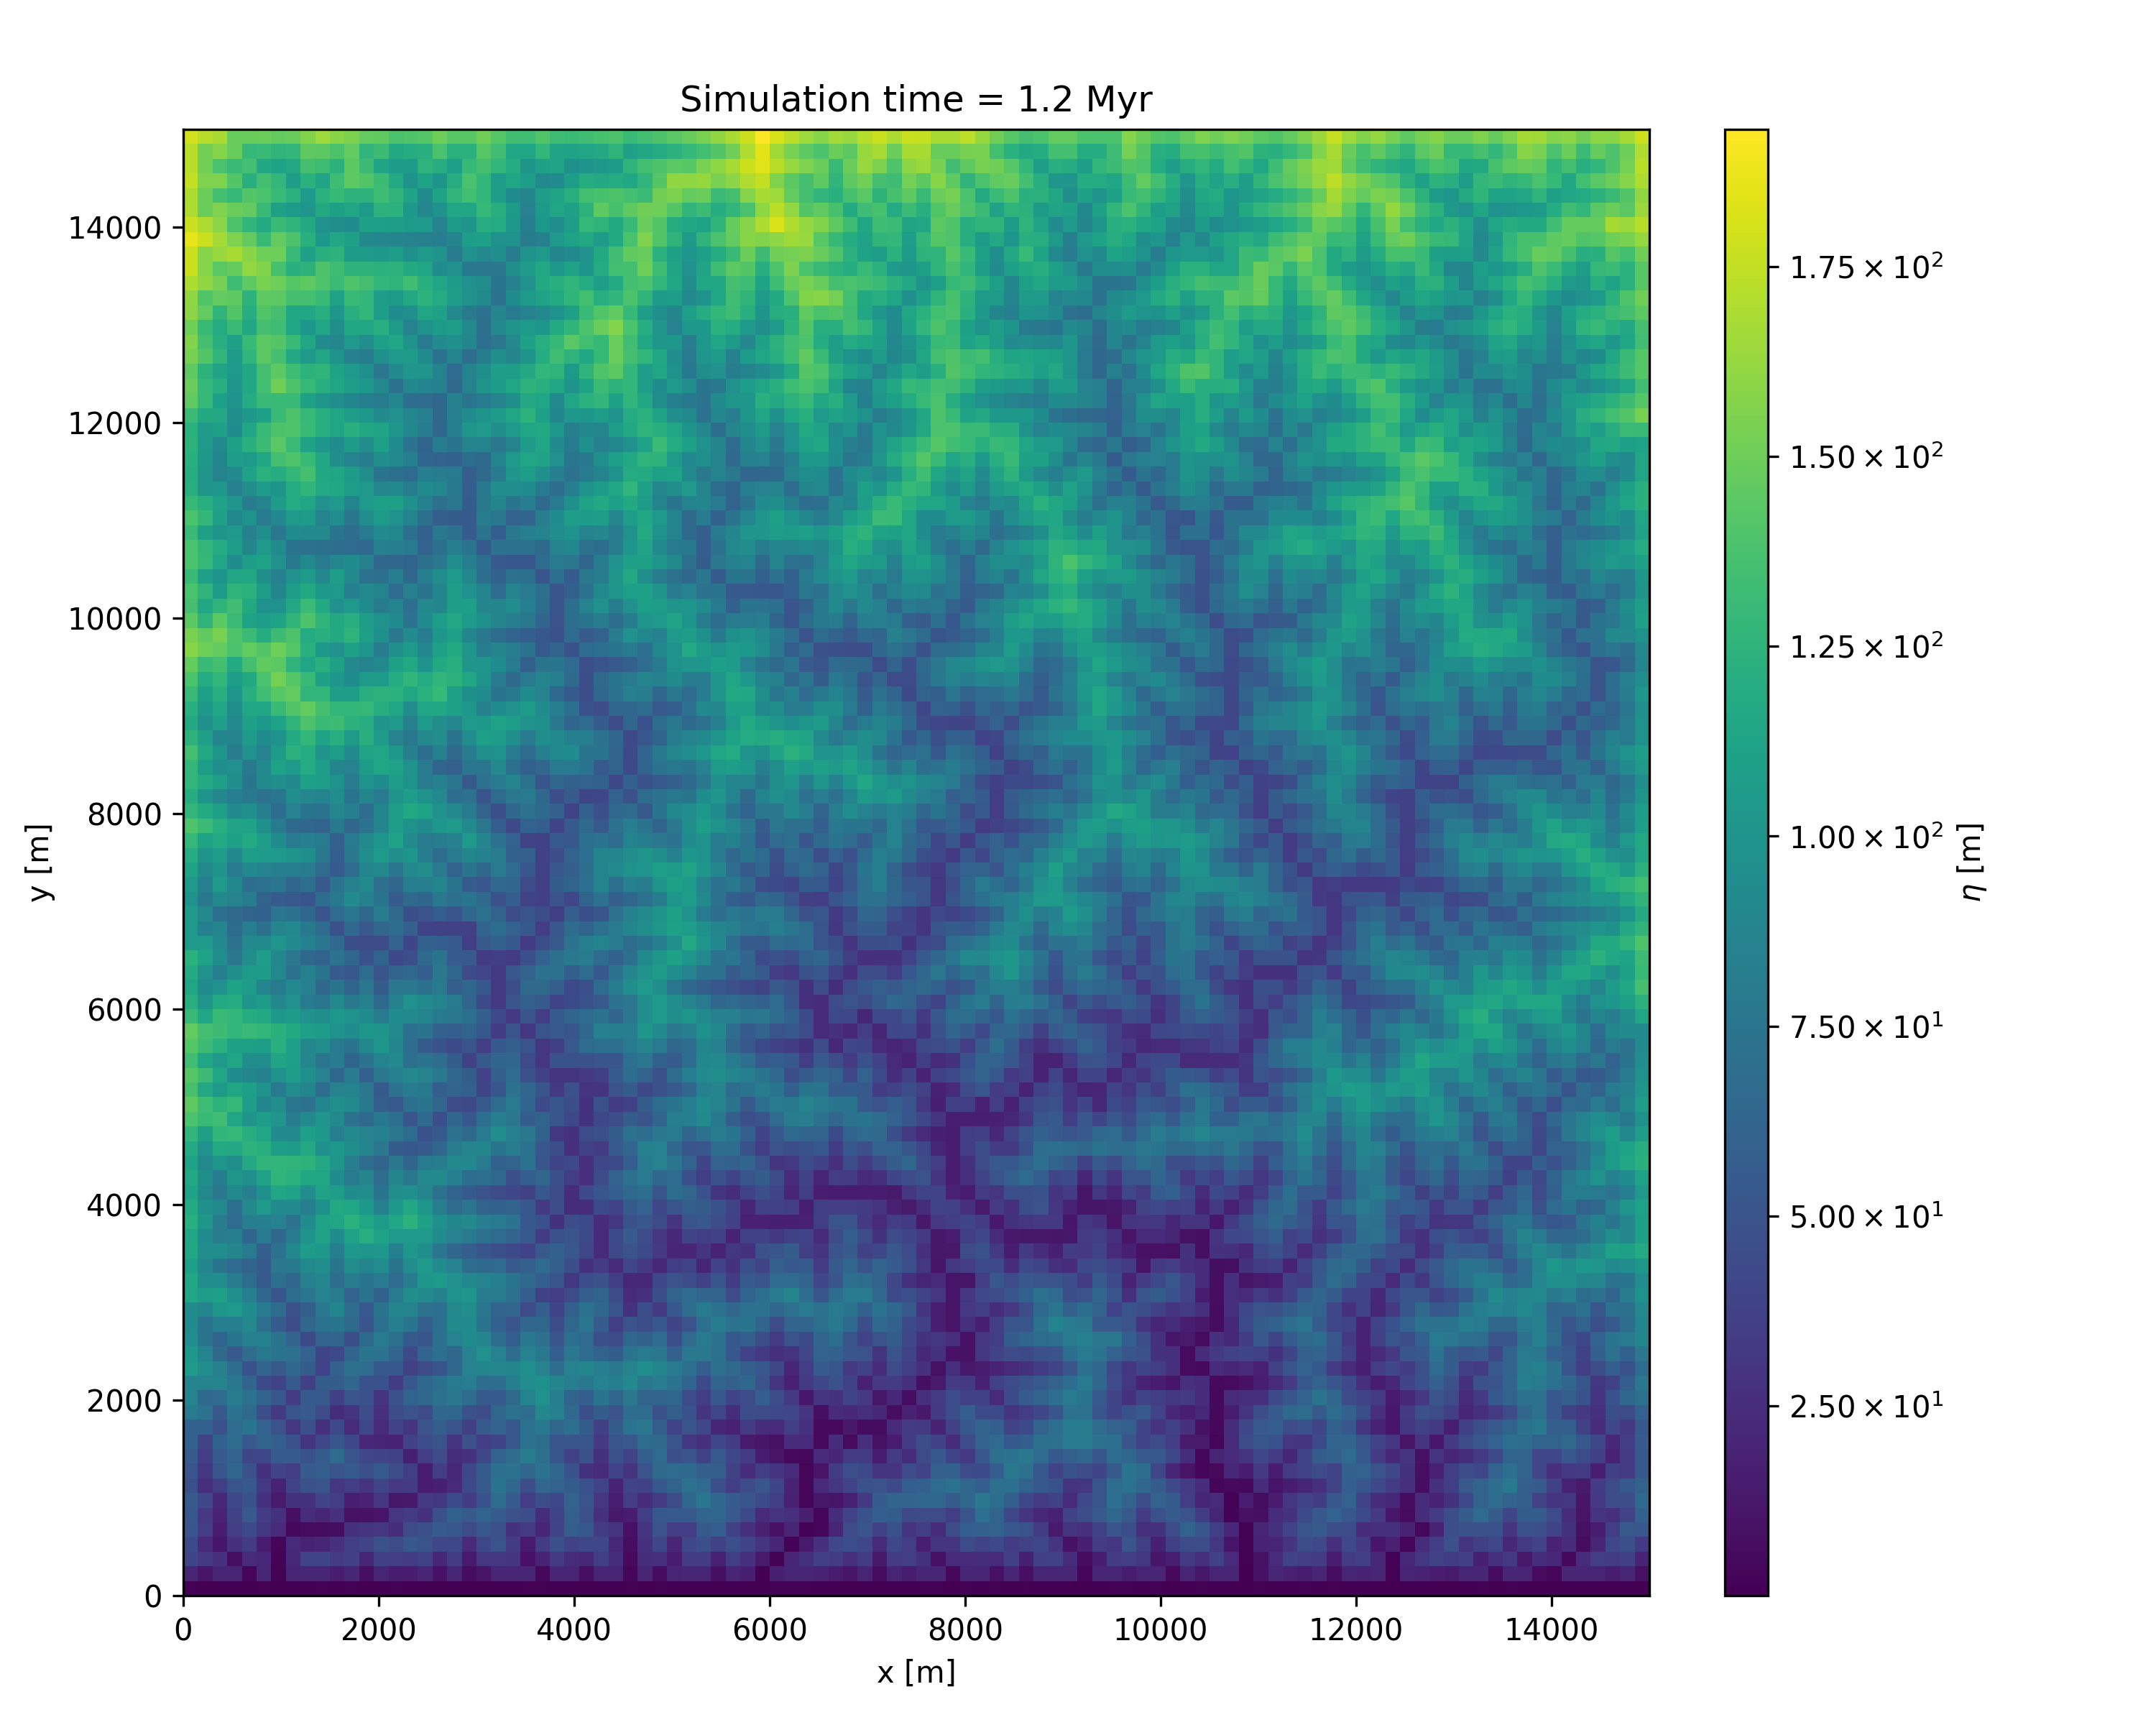 Simulation time = 1.2 Myr
14000
12000
10000
8000
6000
4000
2000
0
y [m]
0 2000 4000 6000 8000 10000 12000 14000
x [m]
1.75 × 10²
1.50 × 10²
1.25 × 10²
1.00 × 10²
7.50 × 10¹
5.00 × 10¹
2.50 × 10¹
η [m]